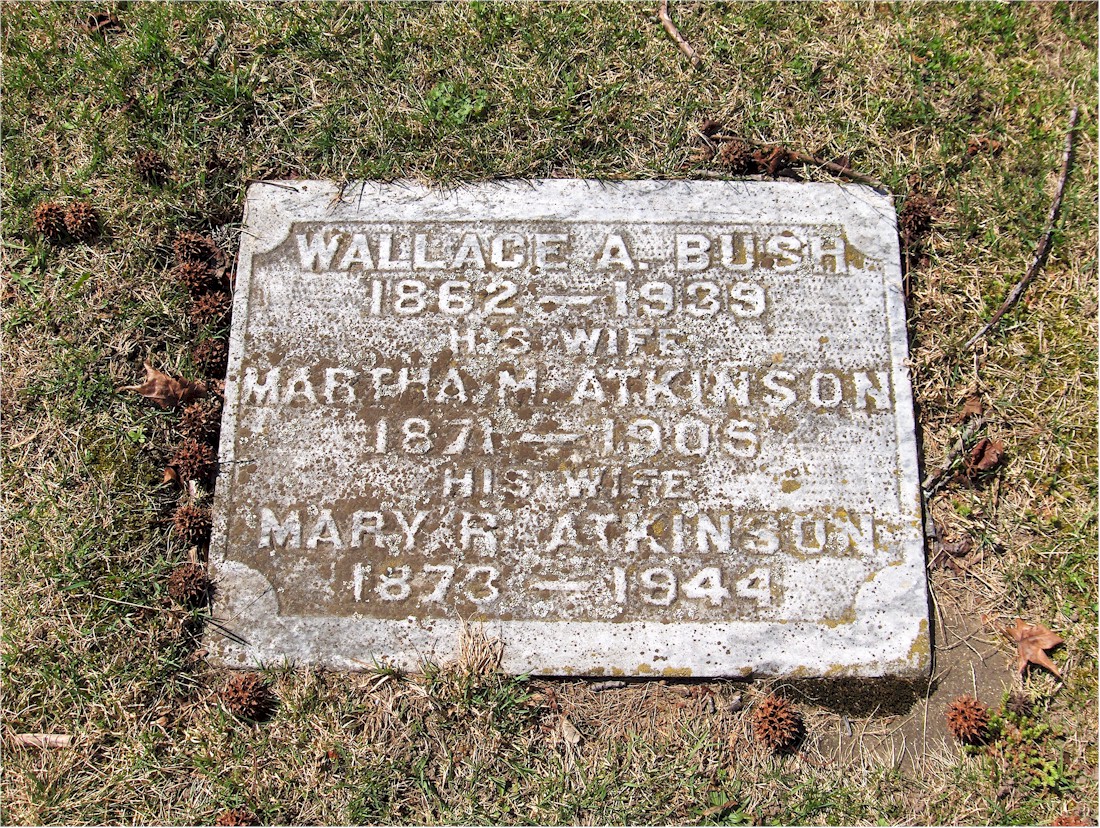 WALLACE A. BUSH
1862 — 1939
HIS WIFE
MARTHA M. ATKINSON
1871 — 1906
HIS WIFE
MARY R. ATKINSON
1873 — 1944